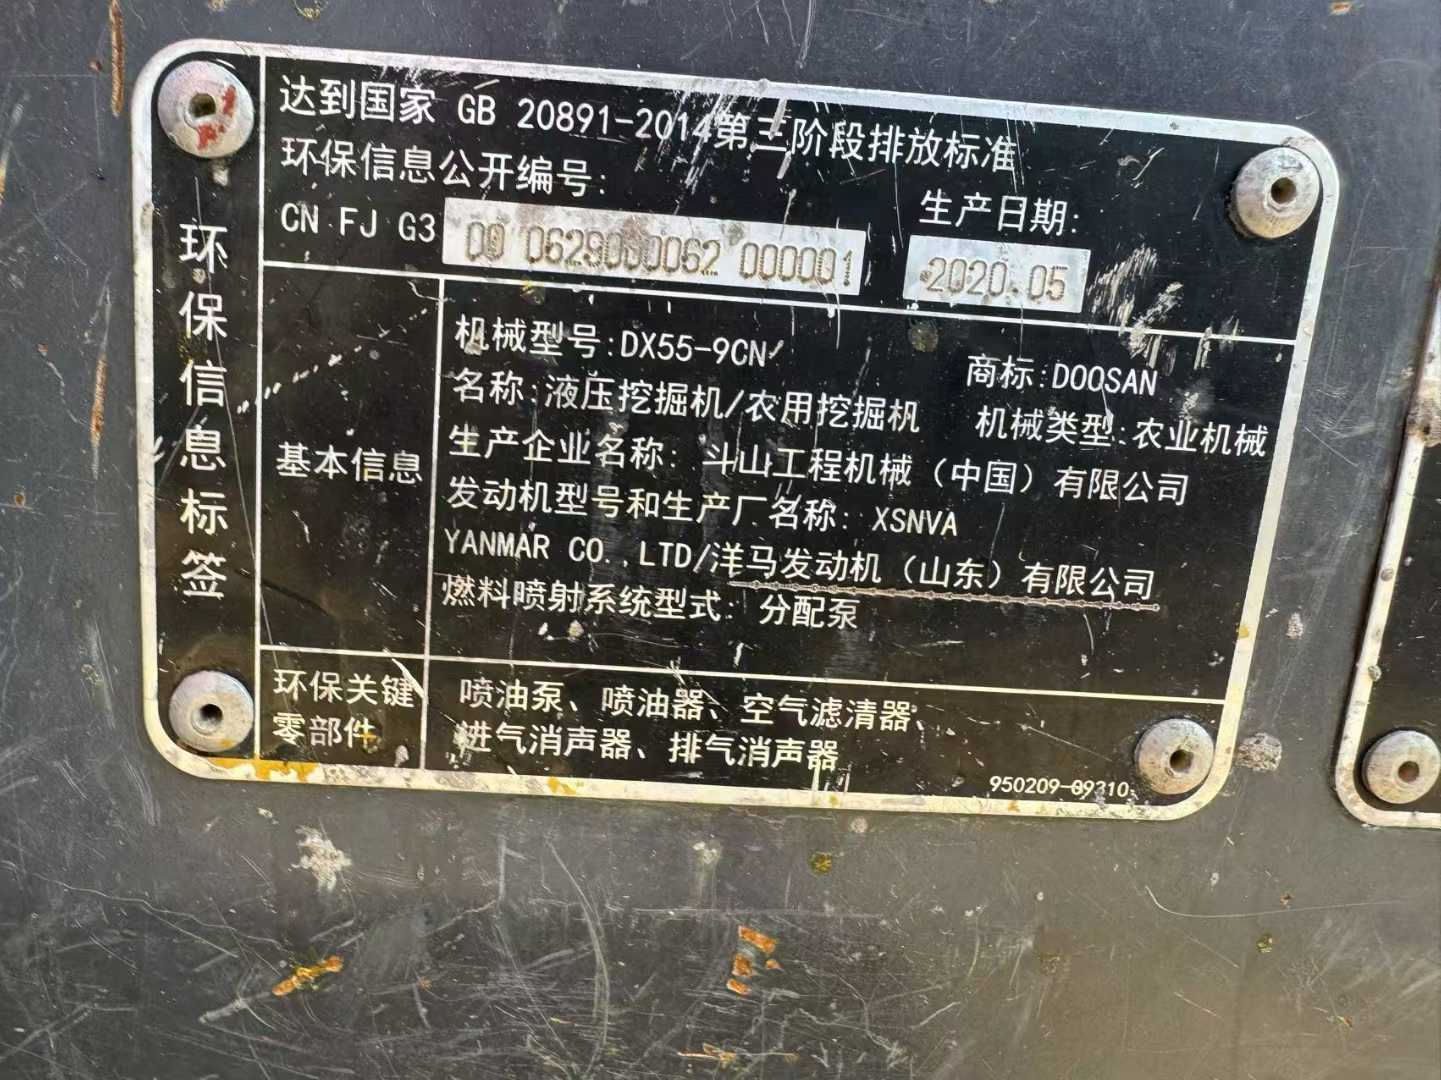 环保信息标签
达到国家 GB 20891-2014第三阶段排放标准
环保信息公开编号:
生产日期:
CN FJ G3 00 0629000062 000001
2020.05
基本信息
机械型号:DX55-9CN
商标:DOOSAN
名称:液压挖掘机/农用挖掘机
机械类型:农业机械
生产企业名称: 斗山工程机械（中国）有限公司
发动机型号和生产厂名称: XSNVA
YANMAR CO.,LTD/洋马发动机（山东）有限公司
燃料喷射系统型式: 分配泵
环保关键
零部件
喷油泵、喷油器、空气滤清器、
进气消声器、排气消声器
950209-09310